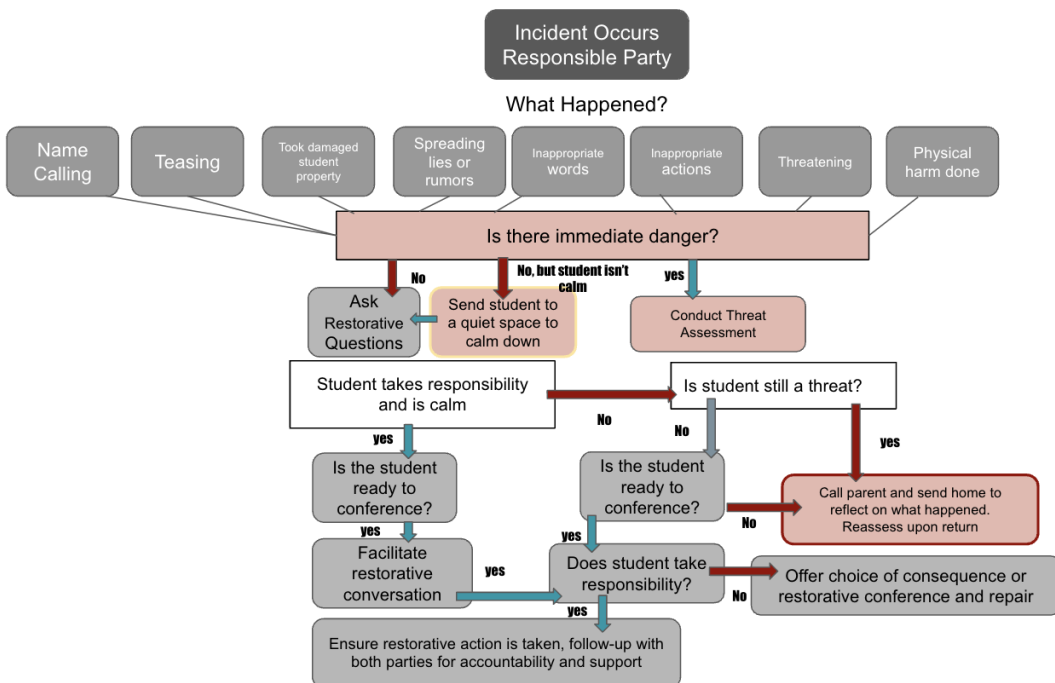 Incident Occurs
Responsible Party
What Happened?
Name
Calling
Teasing
Took damaged
student
property
Spreading
lies or
rumors
Inappropriate
words
Inappropriate
actions
Threatening
Physical
harm done
Is there immediate danger?
No
No, but student isn't
calm
yes
Ask
Restorative
Questions
Send student to
a quiet space to
calm down
Conduct Threat
Assessment
Student takes responsibility
and is calm
No
Is student still a threat?
yes
No
yes
Is the student
ready to
conference?
Is the student
ready to
conference?
No
Call parent and send home to
reflect on what happened.
Reassess upon return
yes
yes
Facilitate
restorative
conversation
yes
Does student take
responsibility?
No
Offer choice of consequence or
restorative conference and repair
yes
Ensure restorative action is taken, follow-up with
both parties for accountability and support